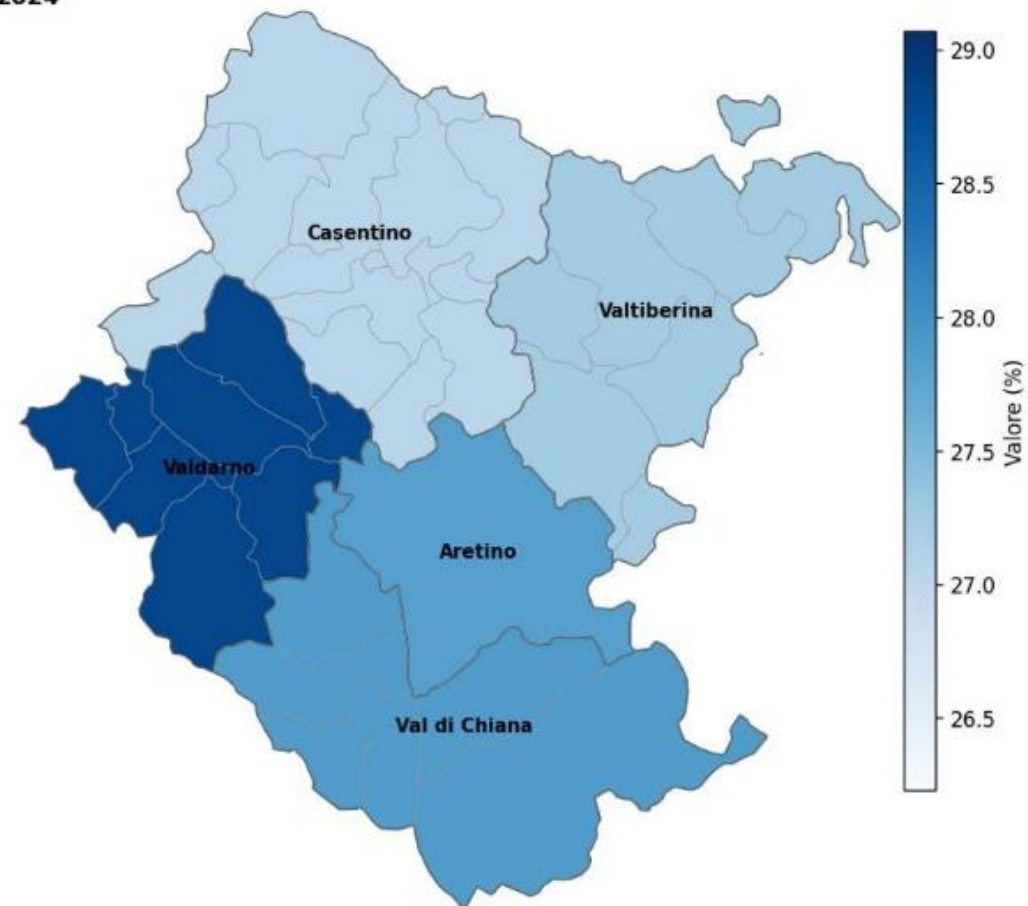 2024
29.0
28.5
Casentino
Valtiberina
28.0
Valore (%)
27.5
Valdarno
Aretino
27.0
Val di Chiana
26.5